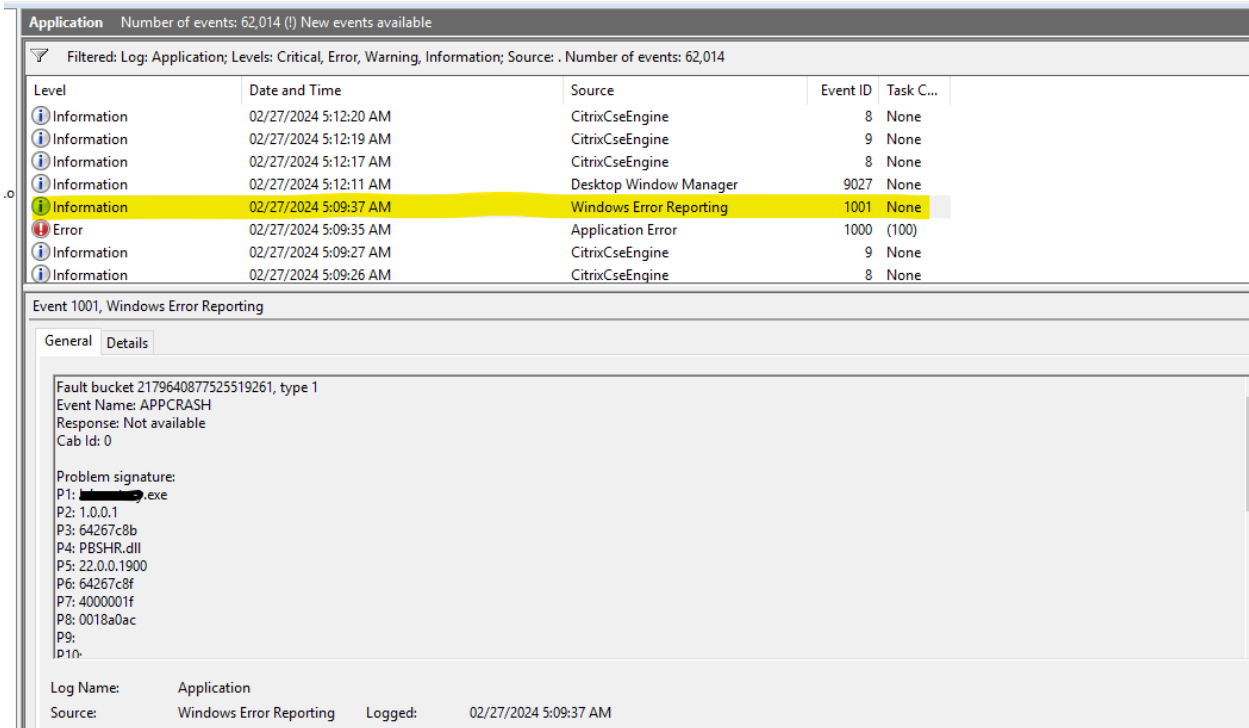 Application Number of events: 62,014 (!) New events available
Filtered: Log: Application; Levels: Critical, Error, Warning, Information; Source: . Number of events: 62,014
Level Date and Time Source Event ID Task C...
Information 02/27/2024 5:12:20 AM CitrixCseEngine 8 None
Information 02/27/2024 5:12:19 AM CitrixCseEngine 9 None
Information 02/27/2024 5:12:17 AM CitrixCseEngine 8 None
.o
Information 02/27/2024 5:12:11 AM Desktop Window Manager 9027 None
Information 02/27/2024 5:09:37 AM Windows Error Reporting 1001 None
Error 02/27/2024 5:09:35 AM Application Error 1000 (100)
Information 02/27/2024 5:09:27 AM CitrixCseEngine 9 None
Information 02/27/2024 5:09:26 AM CitrixCseEngine 8 None
Event 1001, Windows Error Reporting
General Details
Fault bucket 2179640877525519261, type 1
Event Name: APPCRASH
Response: Not available
Cab Id: 0
Problem signature:
P1: .exe
P2: 1.0.0.1
P3: 64267c8b
P4: PBSHR.dll
P5: 22.0.0.1900
P6: 64267c8f
P7: 4000001f
P8: 0018a0ac
P9:
P10:
Log Name: Application
Source: Windows Error Reporting Logged: 02/27/2024 5:09:37 AM